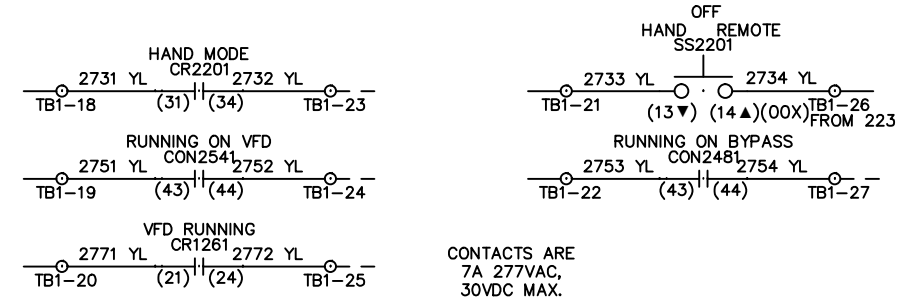 HAND MODE
CR2201
2731 YL 2732 YL
TB1-18 (31) (34) TB1-23
OFF
HAND REMOTE
SS2201
2733 YL 2734 YL
TB1-21 (13▼) (14▲)(00X) TB1-26
FROM 223
RUNNING ON VFD
CON2541
2751 YL 2752 YL
TB1-19 (43) (44) TB1-24
RUNNING ON BYPASS
CON2481
2753 YL 2754 YL
TB1-22 (43) (44) TB1-27
VFD RUNNING
CR1261
2771 YL 2772 YL
TB1-20 (21) (24) TB1-25
CONTACTS ARE
7A 277VAC,
30VDC MAX.